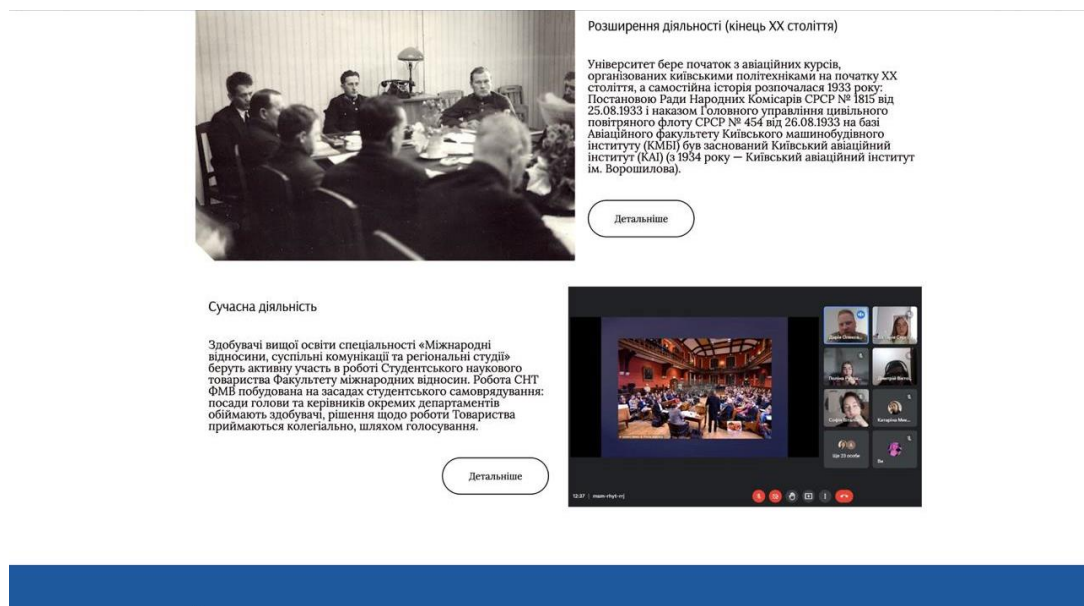 Розширення діяльності (кінець XX століття)
Університет бере початок з авіаційних курсів,
організованих київськими політехніками на початку XX
століття, а самостійна історія розпочалася 1933 року:
Постановою Ради Народних Комісарів СРСР № 1815 від
25.08.1933 і наказом Головного управління цивільного
повітряного флоту СРСР № 454 від 26.08.1933 на базі
Авіаційного факультету Київського машинобудівного
інституту (КМБІ) був заснований Київський авіаційний
інститут (КАІ) (з 1934 року — Київський авіаційний інститут
ім. Ворошилова).
Детальніше
Сучасна діяльність
Здобувачі вищої освіти спеціальності «Міжнародні
відносини, суспільні комунікації та регіональні студії»
беруть активну участь в роботі Студентського наукового
товариства Факультету міжнародних відносин. Робота СНТ
ФМВ побудована на засадах студентського самоврядування:
посади голови та керівників окремих департаментів
обіймають здобувачі, рішення щодо роботи Товариства
приймаються колегіально, шляхом голосування.
Детальніше
Ще 23 особи
Ви
12:37